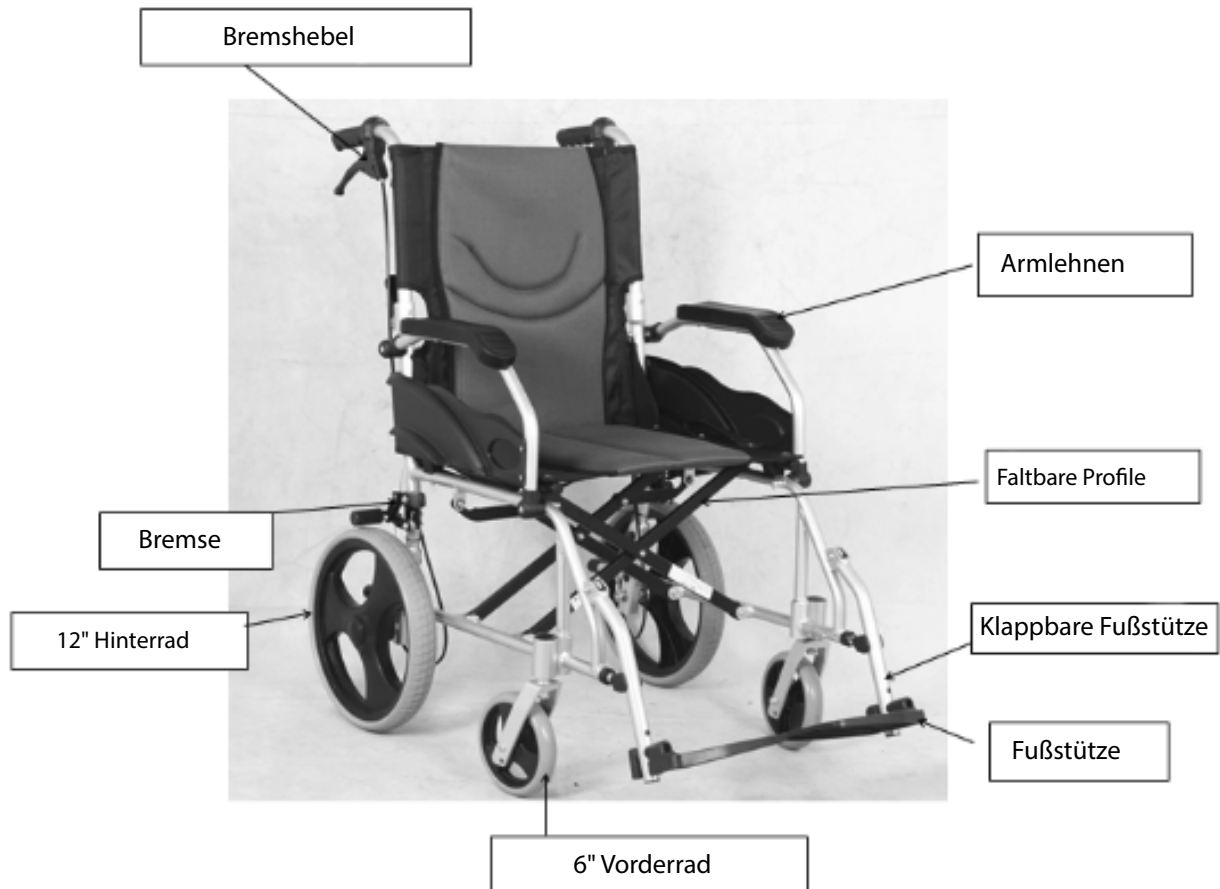 Bremshebel
Armlehnen
Faltbare Profile
Bremse
12" Hinterrad
Klappbare Fußstütze
Fußstütze
6" Vorderrad